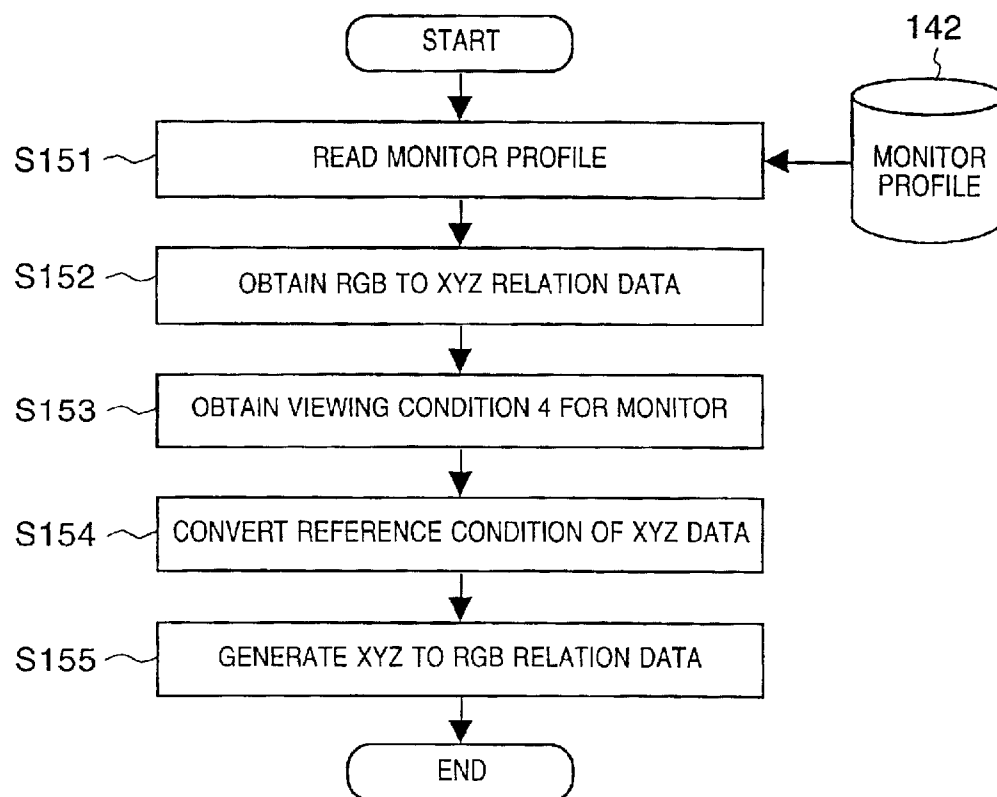 START
142
S151
READ MONITOR PROFILE
MONITOR
PROFILE
S152
OBTAIN RGB TO XYZ RELATION DATA
S153
OBTAIN VIEWING CONDITION 4 FOR MONITOR
S154
CONVERT REFERENCE CONDITION OF XYZ DATA
S155
GENERATE XYZ TO RGB RELATION DATA
END